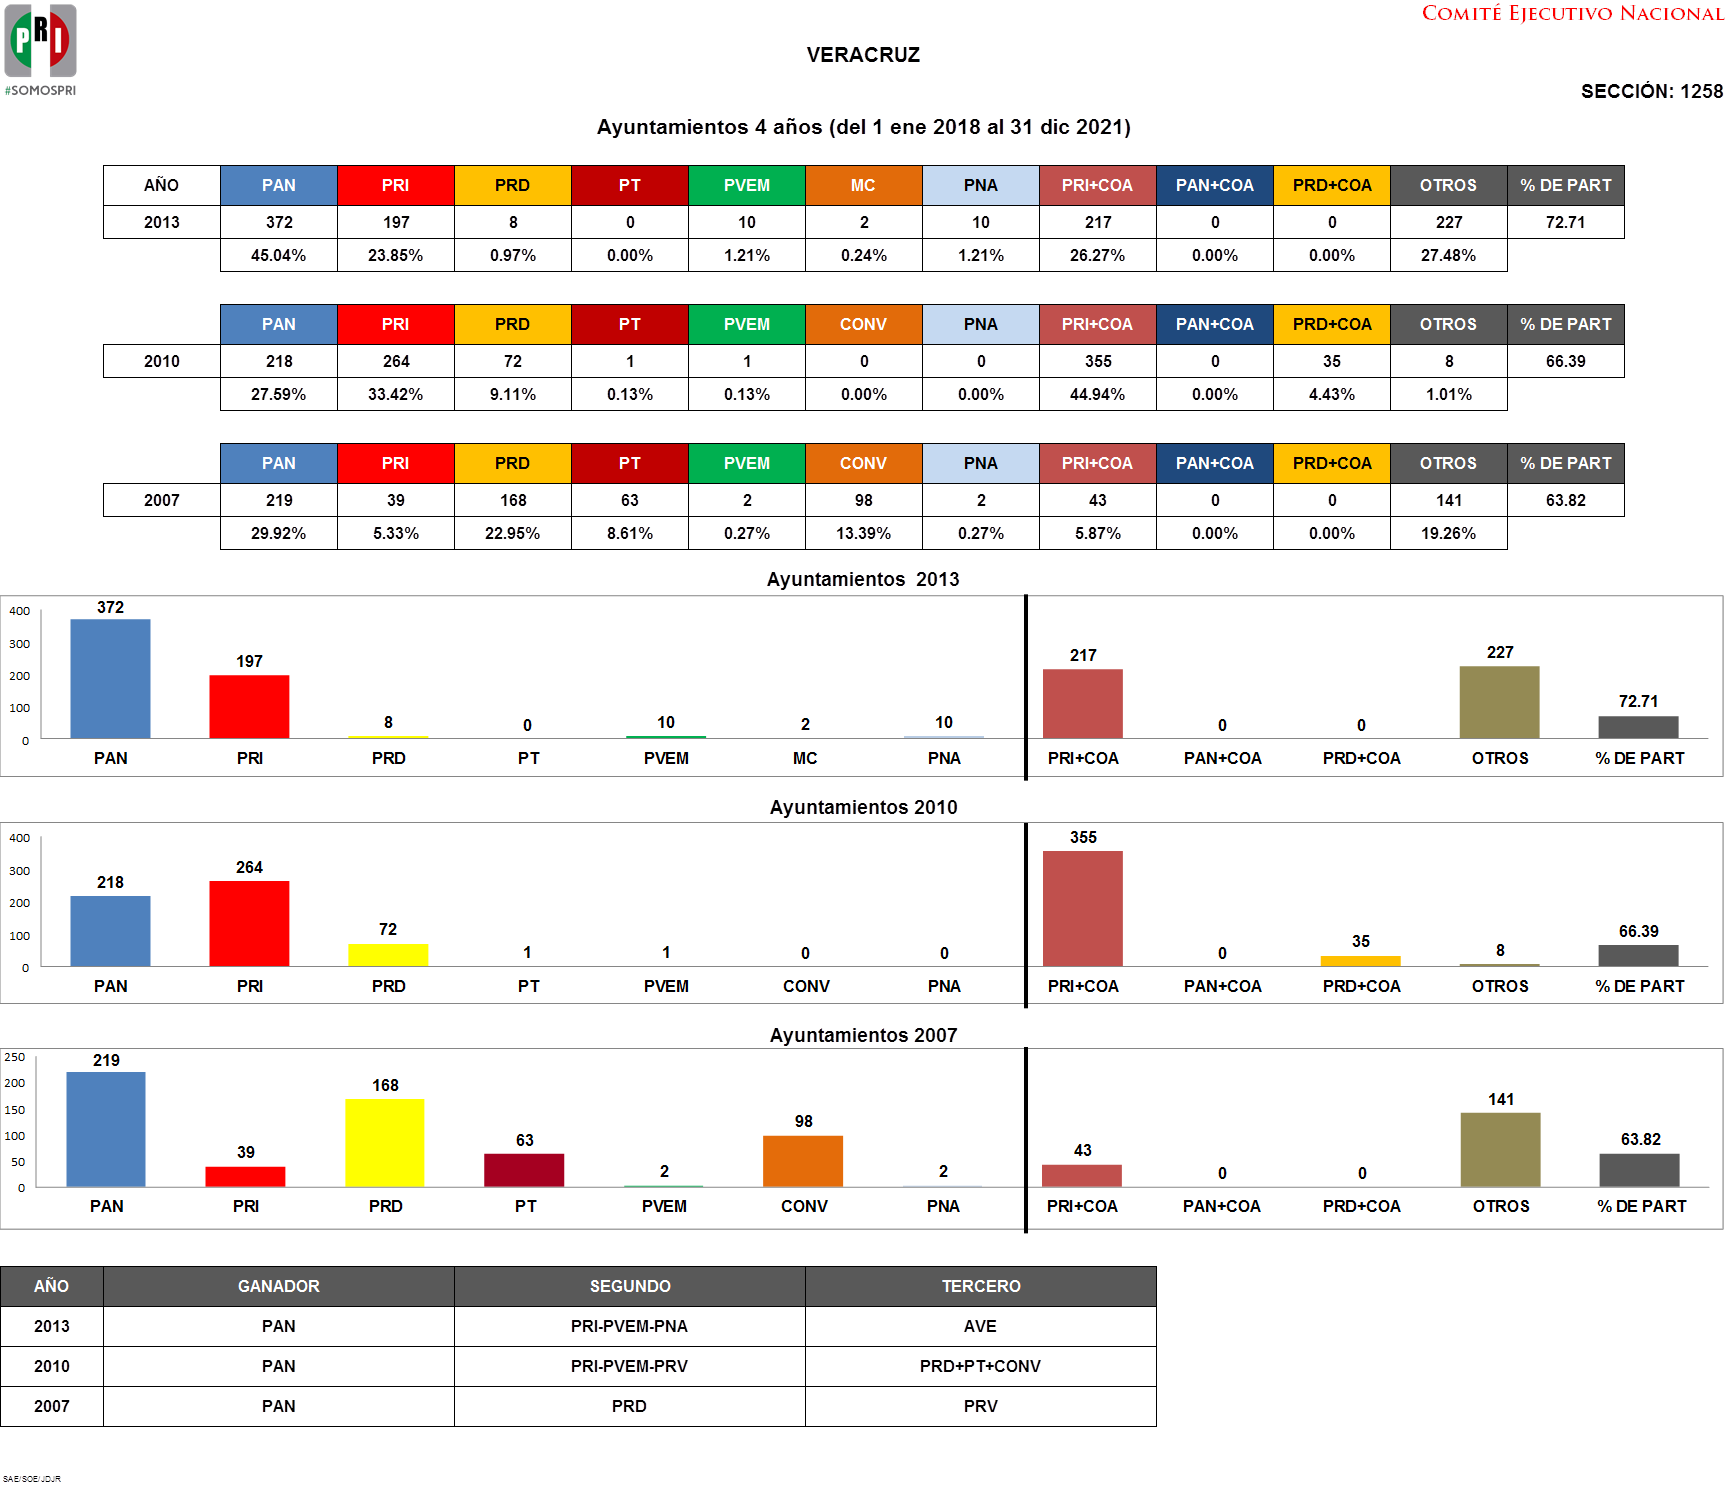 PRI
#SOMOSPRI
COMITÉ EJECUTIVO NACIONAL
VERACRUZ
SECCIÓN: 1258
Ayuntamientos 4 años (del 1 ene 2018 al 31 dic 2021)
AÑO PAN PRI PRD PT PVEM MC PNA PRI+COA PAN+COA PRD+COA OTROS % DE PART
2013 372 197 8 0 10 2 10 217 0 0 227 72.71
45.04% 23.85% 0.97% 0.00% 1.21% 0.24% 1.21% 26.27% 0.00% 0.00% 27.48%
PAN PRI PRD PT PVEM CONV PNA PRI+COA PAN+COA PRD+COA OTROS % DE PART
2010 218 264 72 1 1 0 0 355 0 35 8 66.39
27.59% 33.42% 9.11% 0.13% 0.13% 0.00% 0.00% 44.94% 0.00% 4.43% 1.01%
PAN PRI PRD PT PVEM CONV PNA PRI+COA PAN+COA PRD+COA OTROS % DE PART
2007 219 39 168 63 2 98 2 43 0 0 141 63.82
29.92% 5.33% 22.95% 8.61% 0.27% 13.39% 0.27% 5.87% 0.00% 0.00% 19.26%
Ayuntamientos 2013
400
300
200
100
0
372 197 8 0 10 2 10 217 0 0 227 72.71
PAN PRI PRD PT PVEM MC PNA PRI+COA PAN+COA PRD+COA OTROS % DE PART
Ayuntamientos 2010
400
300
200
100
0
218 264 72 1 1 0 0 355 0 35 8 66.39
PAN PRI PRD PT PVEM CONV PNA PRI+COA PAN+COA PRD+COA OTROS % DE PART
Ayuntamientos 2007
250
200
150
100
50
0
219 39 168 63 2 98 2 43 0 0 141 63.82
PAN PRI PRD PT PVEM CONV PNA PRI+COA PAN+COA PRD+COA OTROS % DE PART
AÑO GANADOR SEGUNDO TERCERO
2013 PAN PRI-PVEM-PNA AVE
2010 PAN PRI-PVEM-PRV PRD+PT+CONV
2007 PAN PRD PRV
SAE/SOE/JDJR